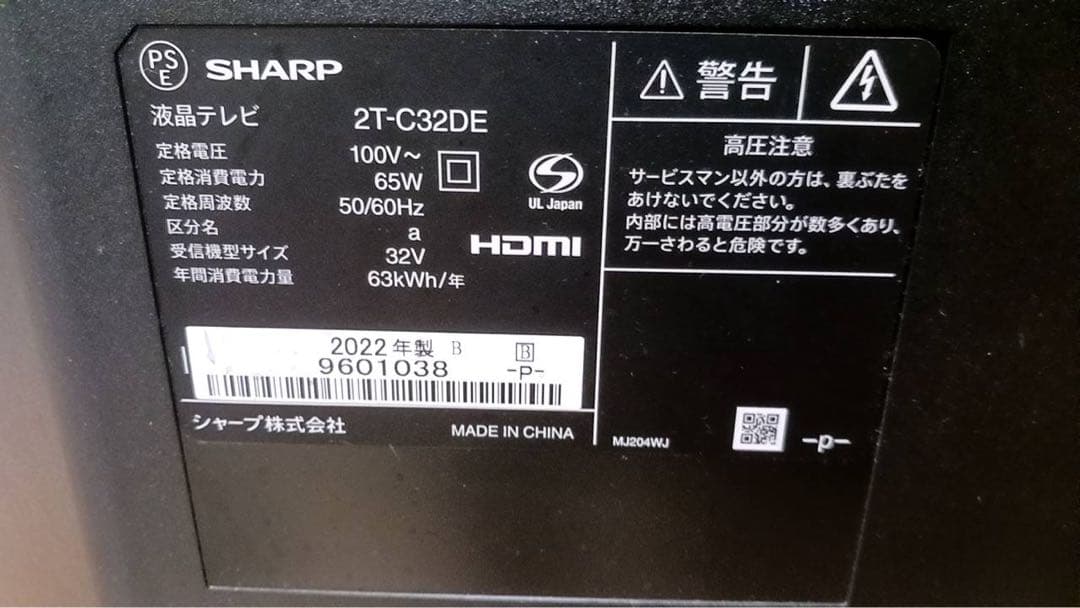 PS
E
SHARP
液晶テレビ 2T-C32DE
定格電圧 100V～
定格消費電力 65W
定格周波数 50/60Hz
区分名 a
受信機型サイズ 32V
年間消費電力量 63kWh/年
UL Japan
HDMI
2022年製 B B
9601038 -P-
シャープ株式会社 MADE IN CHINA
警告
高圧注意
サービスマン以外の方は、裏ぶたを
あけないでください。
内部には高電圧部分が数多くあり、
万一さわると危険です。
MJ204WJ -p-